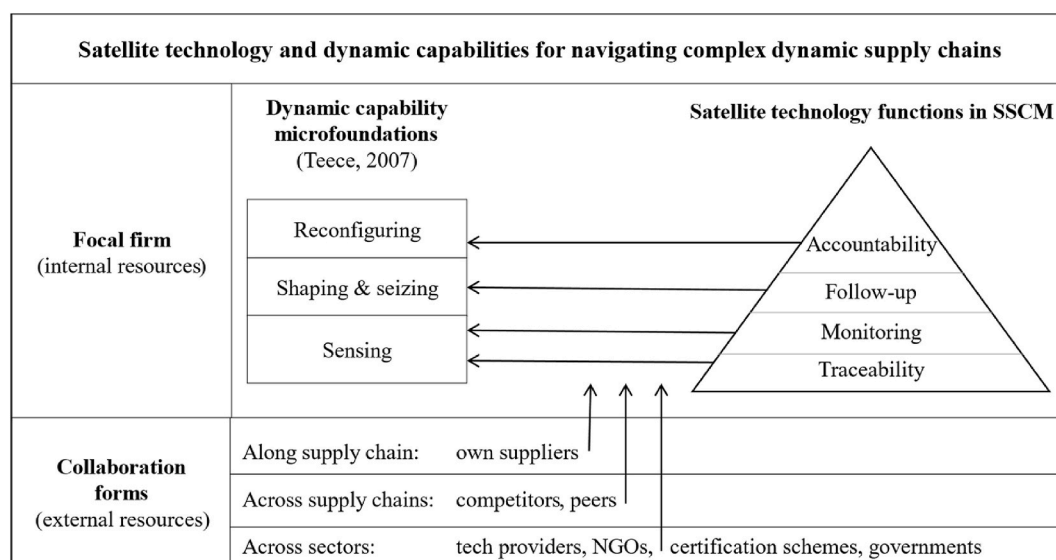 Satellite technology and dynamic capabilities for navigating complex dynamic supply chains
Dynamic capability
microfoundations
(Teece, 2007)
Satellite technology functions in SSCM
Focal firm
(internal resources)
Reconfiguring
Shaping & seizing
Sensing
Accountability
Follow-up
Monitoring
Traceability
Collaboration
forms
(external resources)
Along supply chain: own suppliers
Across supply chains: competitors, peers
Across sectors: tech providers, NGOs, certification schemes, governments